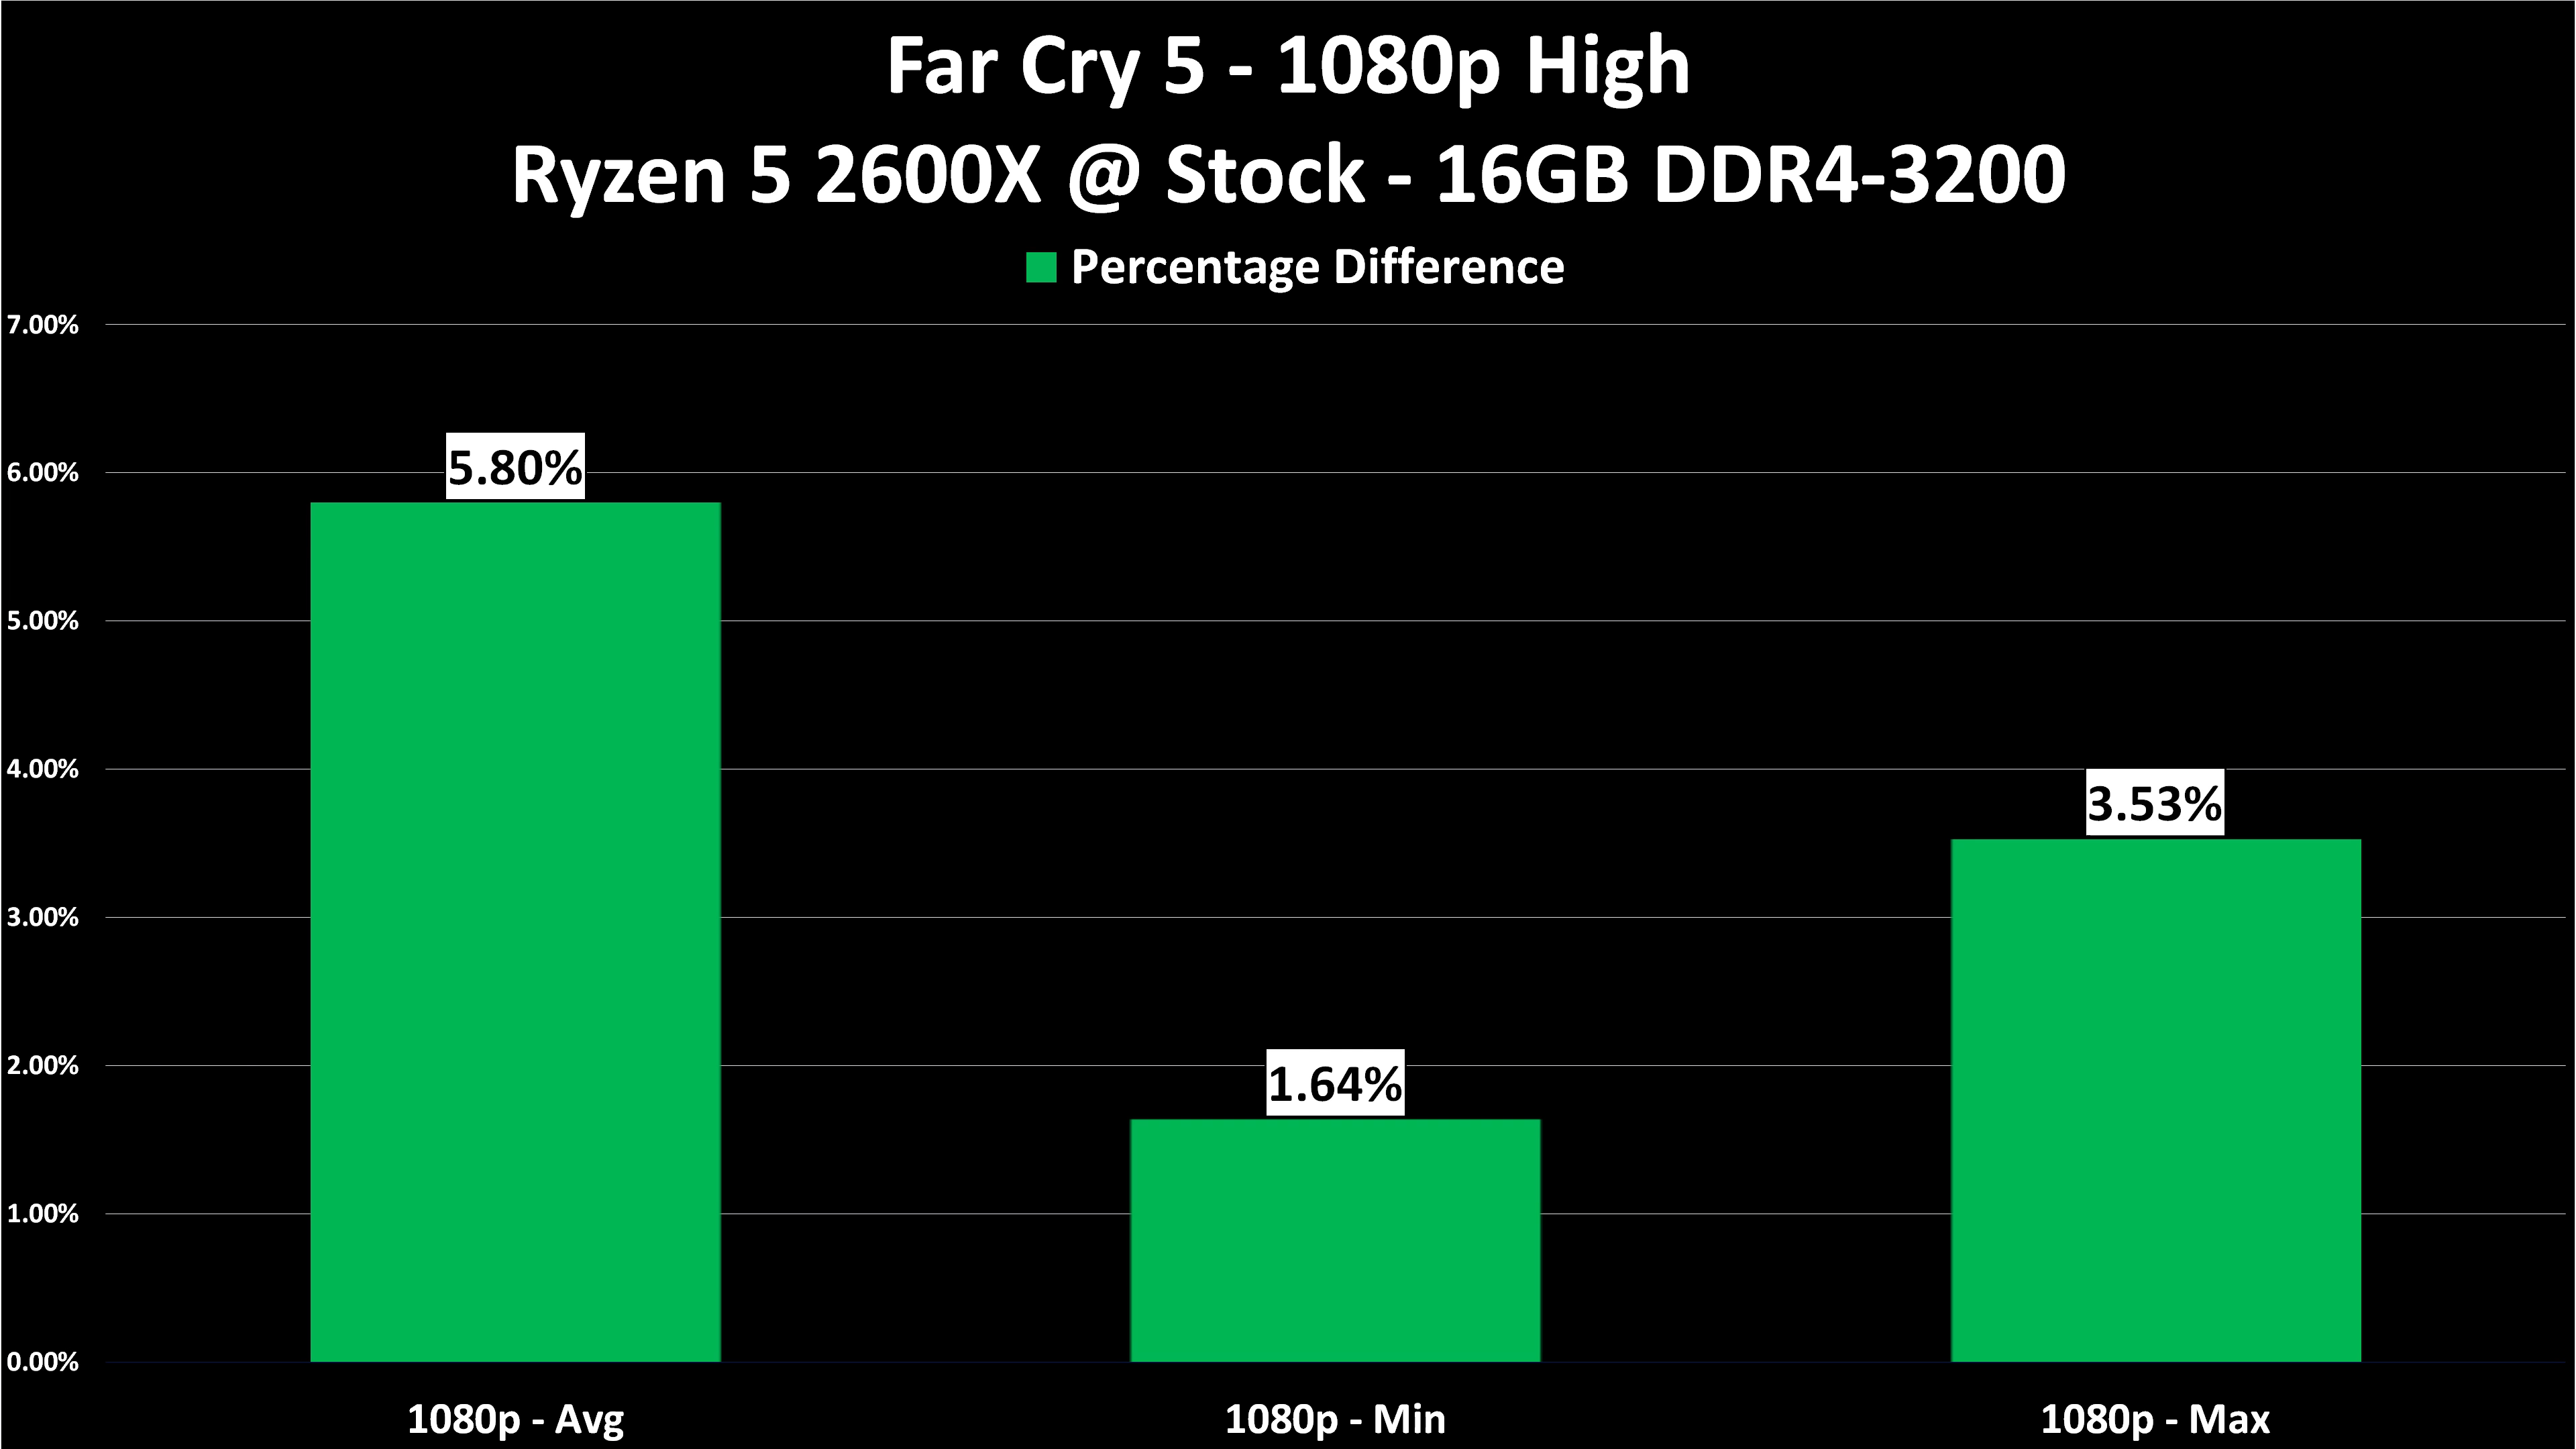 Far Cry 5 - 1080p High
Ryzen 5 2600X @ Stock - 16GB DDR4-3200
Percentage Difference
7.00%
6.00%
5.00%
4.00%
3.00%
2.00%
1.00%
0.00%
5.80%
1.64%
3.53%
1080p - Avg
1080p - Min
1080p - Max